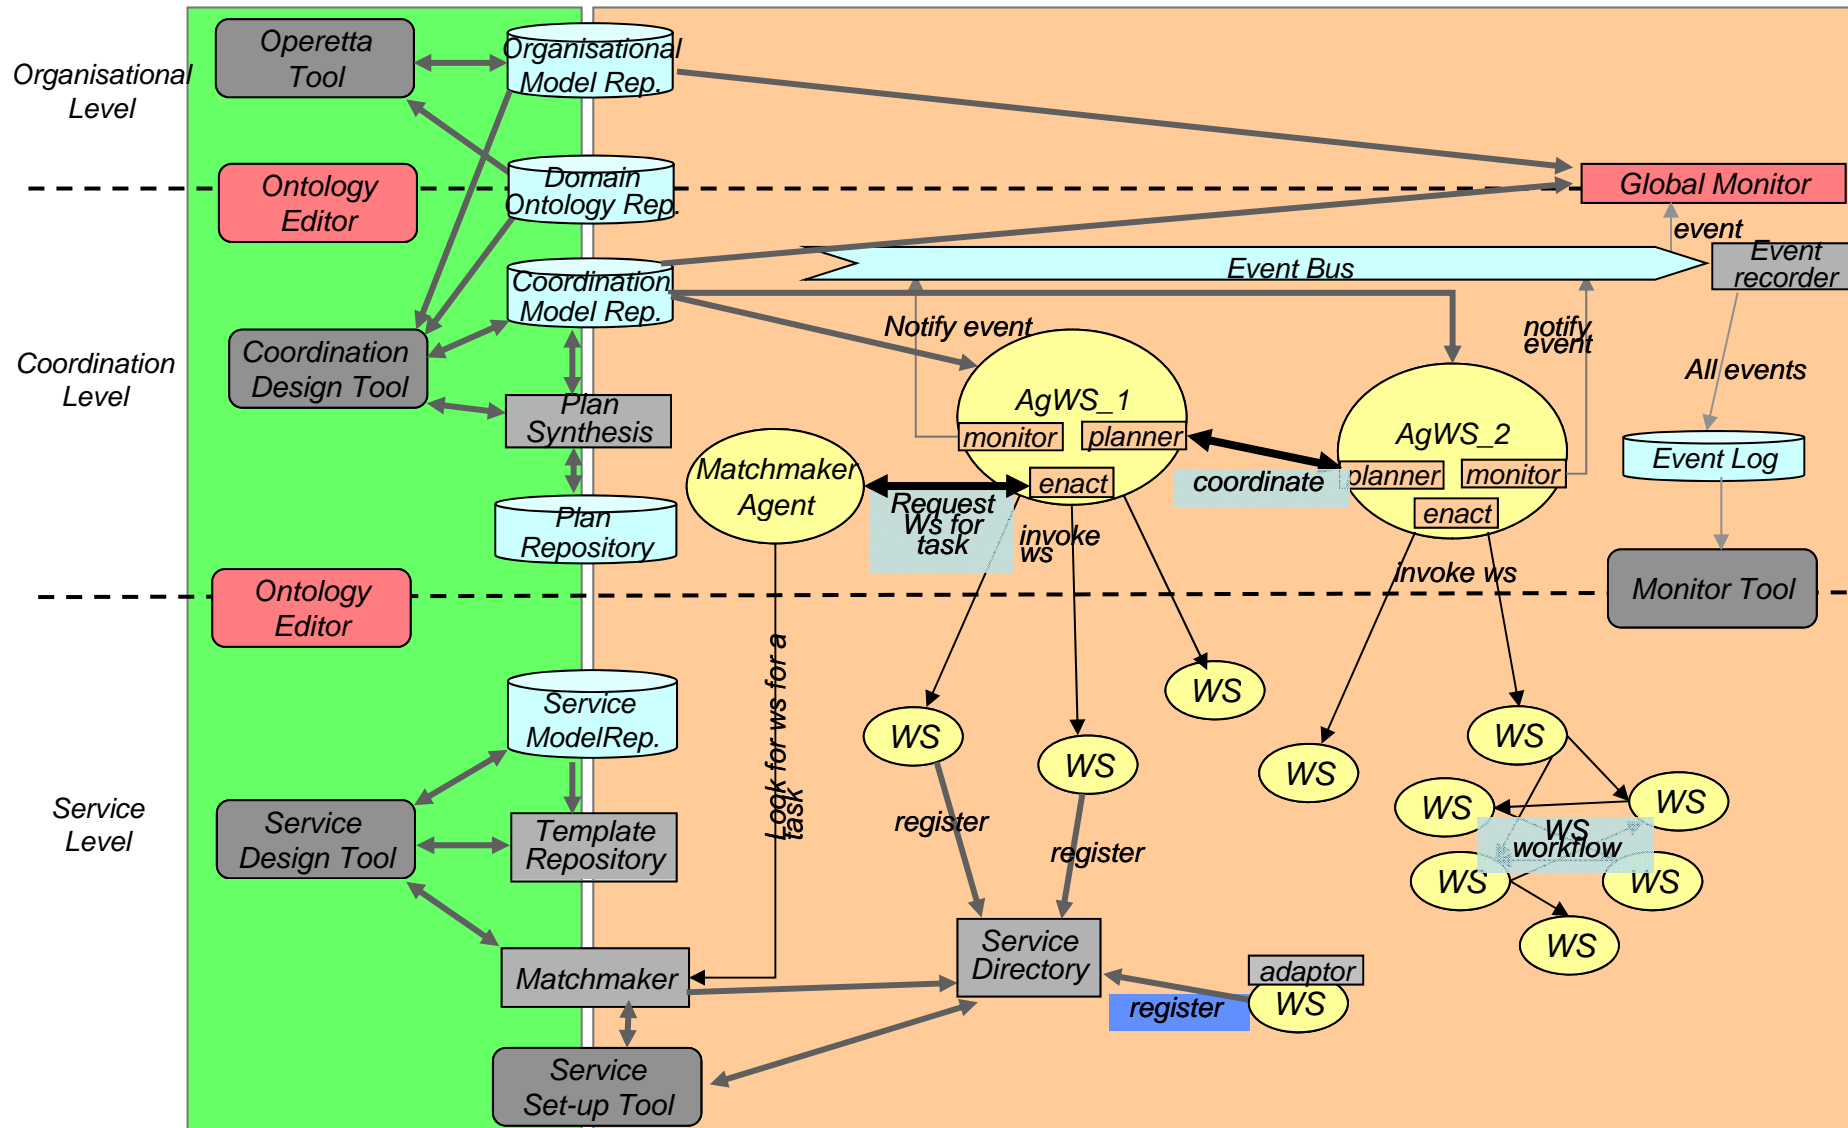 Organisational
Level
Operetta
Tool
Organisational
Model Rep.
Ontology
Editor
Domain
Ontology Rep.
Global Monitor
event
Event Bus
Event
recorder
Coordination
Model Rep.
Notify event
notify
event
Coordination
Level
Coordination
Design Tool
Plan
Synthesis
AgWS_1
monitor
planner
enact
AgWS_2
planner
monitor
enact
All events
Event Log
Matchmaker
Agent
Request
Ws for
task
coordinate
invoke
ws
invoke ws
Plan
Repository
Monitor Tool
Ontology
Editor
Look for ws for a
task
Service
Level
Service
ModelRep.
WS
WS
WS
WS
WS
WS
WS
WS
workflow
WS
WS
WS
Service
Design Tool
Template
Repository
register
register
Matchmaker
Service
Directory
adaptor
WS
register
Service
Set-up Tool